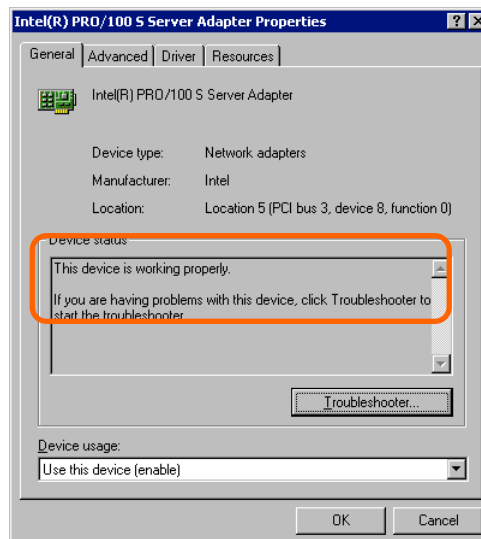 Intel(R) PRO/100 S Server Adapter Properties
General Advanced Driver Resources
Intel(R) PRO/100 S Server Adapter
Device type: Network adapters
Manufacturer: Intel
Location: Location 5 (PCI bus 3, device 8, function 0)
Device status
This device is working properly.
If you are having problems with this device, click Troubleshooter to
start the troubleshooter.
Troubleshooter...
Device usage:
Use this device (enable)
OK Cancel